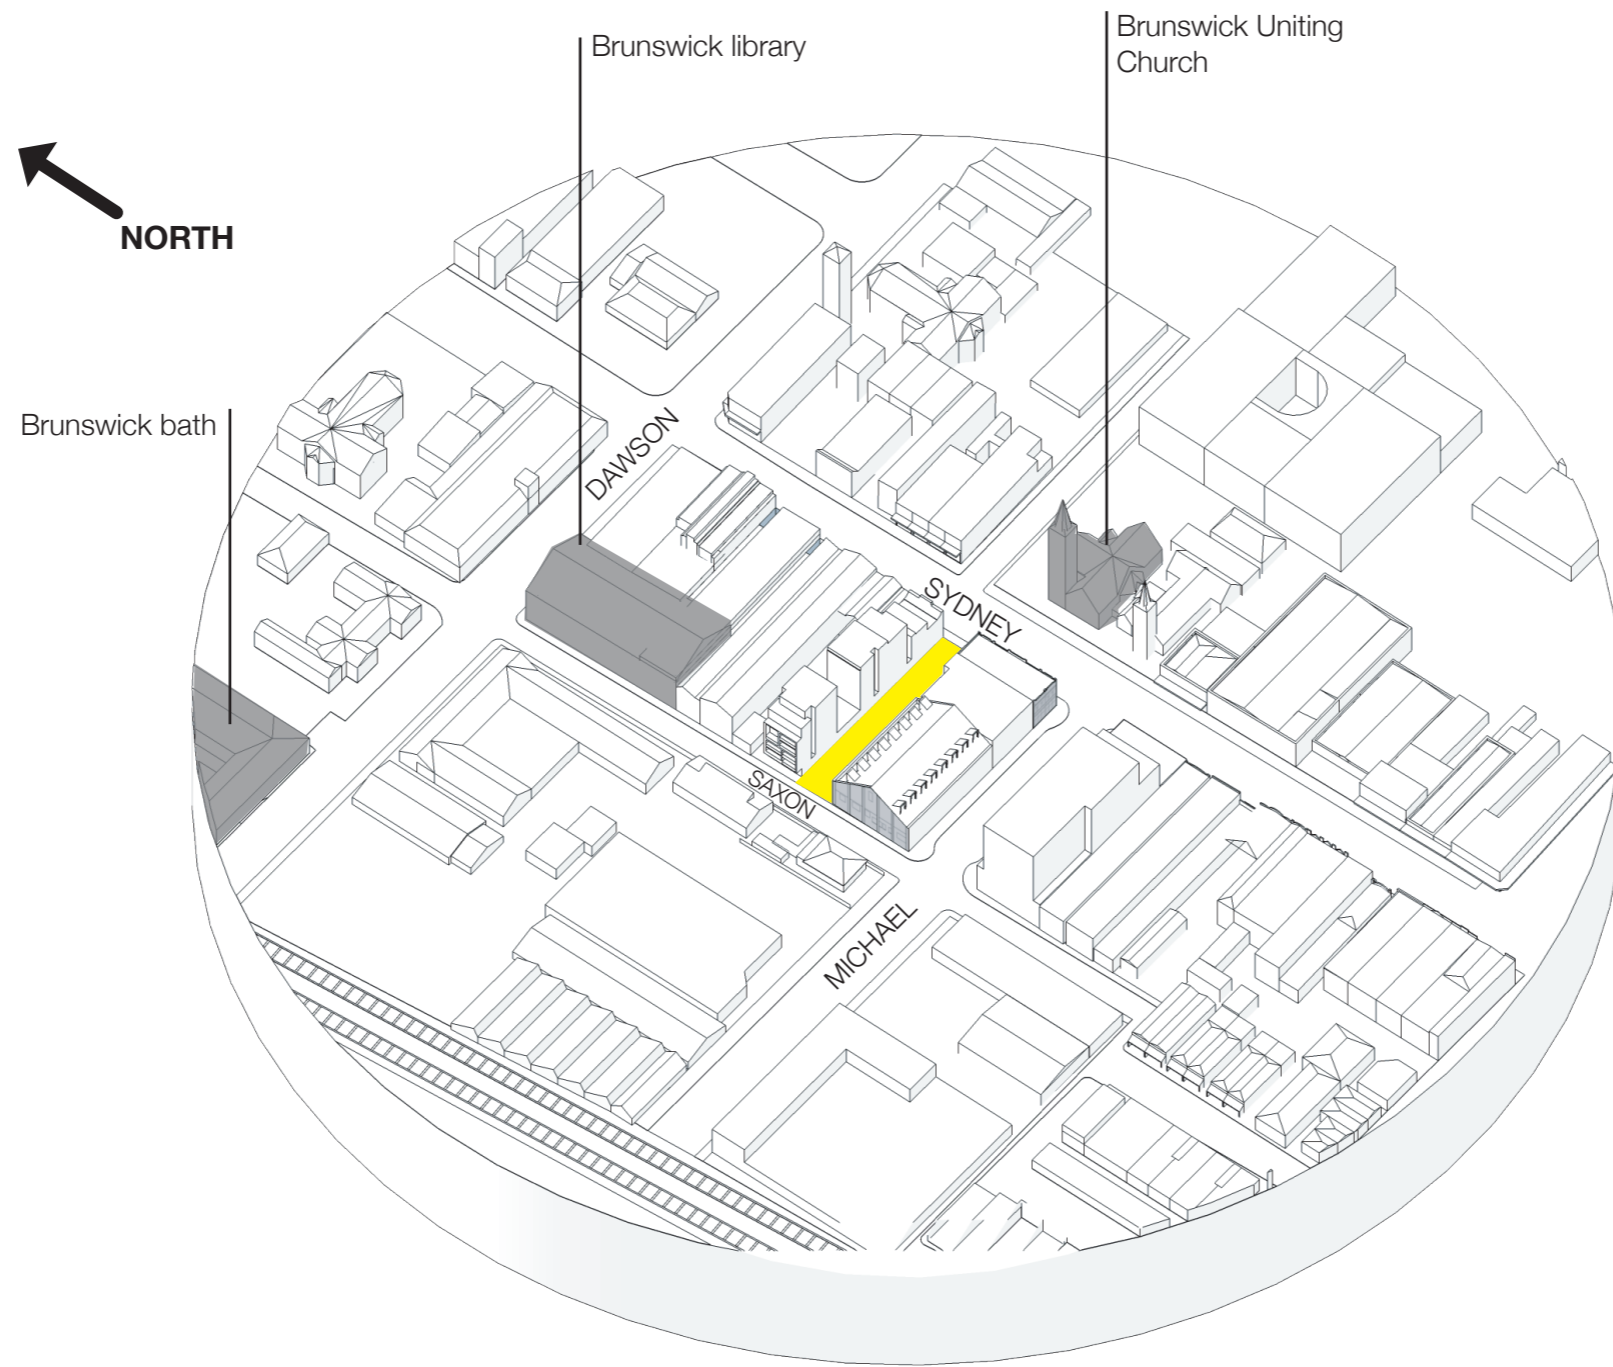 Brunswick Uniting
Church
Brunswick library
NORTH
Brunswick bath
DAWSON
SYDNEY
SAXON
MICHAEL